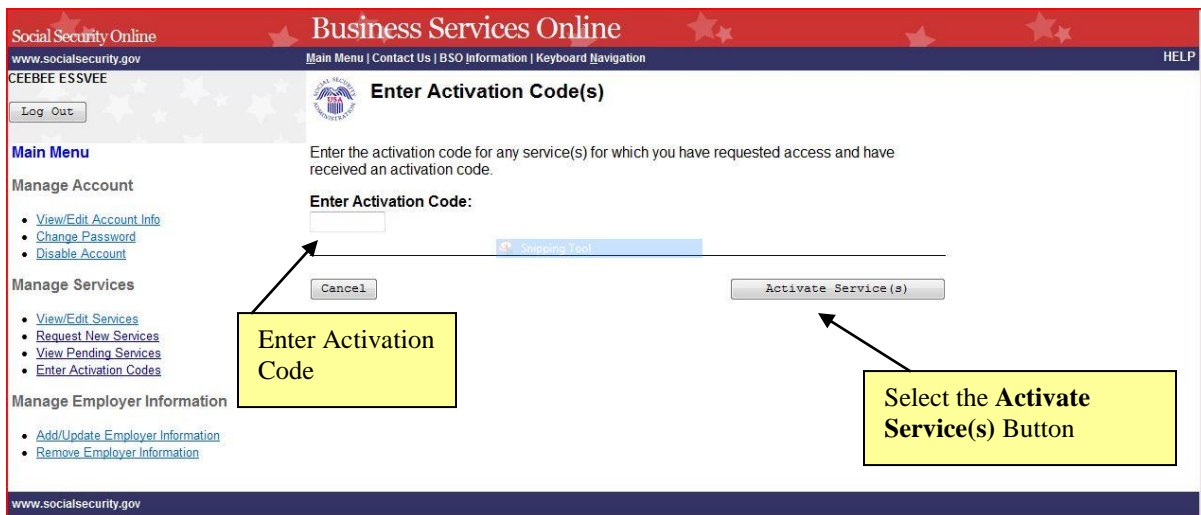 Social Security Online
Business Services Online
www.socialsecurity.gov
Main Menu | Contact Us | BSO Information | Keyboard Navigation
HELP
CEEBEE ESSVEE
Log Out
SOCIAL SECURITY ADMINISTRATION
USA
Enter Activation Code(s)
Main Menu
Enter the activation code for any service(s) for which you have requested access and have
received an activation code.
Manage Account
Enter Activation Code:
View/Edit Account Info
Change Password
Disable Account
Snipping Tool
Manage Services
Cancel
Activate Service(s)
View/Edit Services
Request New Services
View Pending Services
Enter Activation Codes
Enter Activation
Code
Select the Activate
Service(s) Button
Manage Employer Information
Add/Update Employer Information
Remove Employer Information
www.socialsecurity.gov